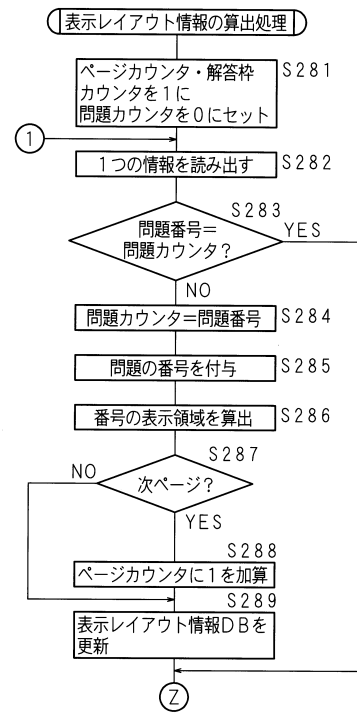 表示レイアウト情報の算出処理
ページカウンタ・解答枠
カウンタを1に
問題カウンタを0にセット
S281
1
1つの情報を読み出す
S282
S283
問題番号＝
問題カウンタ？
YES
NO
問題カウンタ＝問題番号
S284
問題の番号を付与
S285
番号の表示領域を算出
S286
S287
NO
次ページ？
YES
S288
ページカウンタに1を加算
S289
表示レイアウト情報DBを
更新
Z